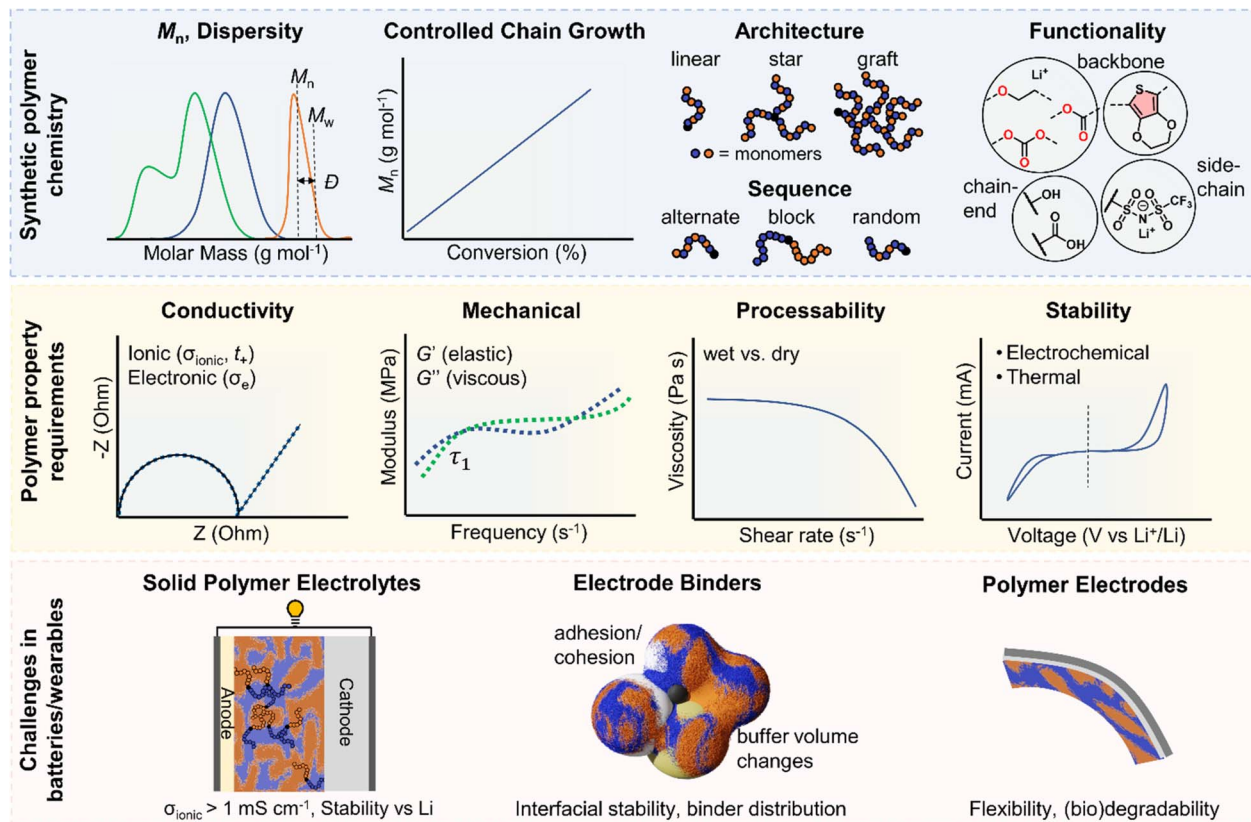 Synthetic polymer
chemistry
Mn, Dispersity
Mn
Mw
Đ
Molar Mass (g mol-1)
Controlled Chain Growth
Mn (g mol-1)
Conversion (%)
Architecture
linear star graft
= monomers
Sequence
alternate block random
Functionality
backbone
Li+
O
O
O
O
O
O
S
O
O
chain-
end
OH
O
OH
side-
chain
O O O O
S N S CF3
⊖
Li+
Polymer property
requirements
Conductivity
Ionic (σionic, t+)
Electronic (σe)
-Z (Ohm)
Z (Ohm)
Mechanical
G' (elastic)
G'' (viscous)
τ1
Modulus (MPa)
Frequency (s-1)
Processability
wet vs. dry
Viscosity (Pa s)
Shear rate (s-1)
Stability
• Electrochemical
• Thermal
Current (mA)
Voltage (V vs Li+/Li)
Challenges in
batteries/wearables
Solid Polymer Electrolytes
Anode
Cathode
σionic > 1 mS cm-1, Stability vs Li
Electrode Binders
adhesion/
cohesion
buffer volume
changes
Interfacial stability, binder distribution
Polymer Electrodes
Flexibility, (bio)degradability